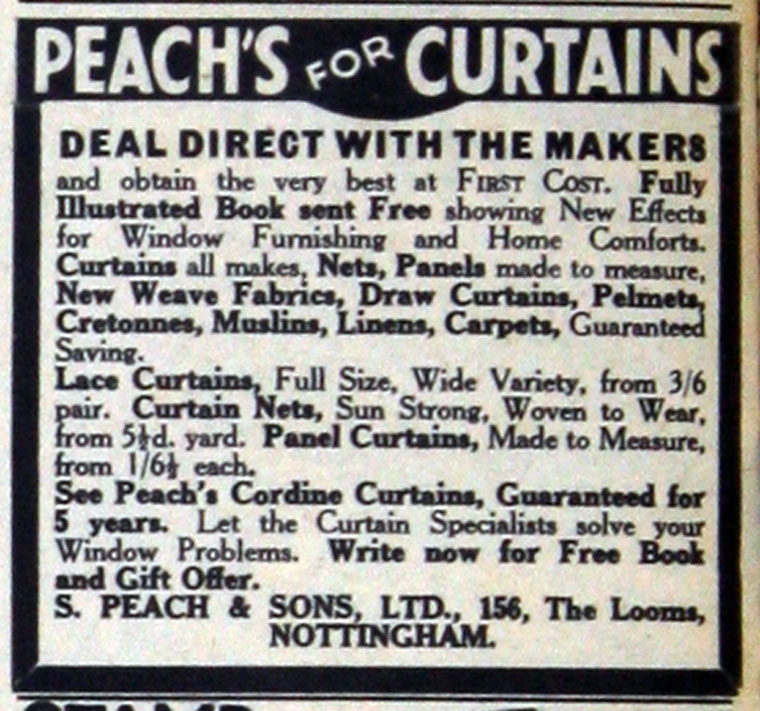 PEACH'S FOR CURTAINS
DEAL DIRECT WITH THE MAKERS
and obtain the very best at FIRST COST. Fully
Illustrated Book sent Free showing New Effects
for Window Furnishing and Home Comforts.
Curtains all makes, Nets, Panels made to measure,
New Weave Fabrics, Draw Curtains, Pelmets,
Cretonnes, Muslins, Linens, Carpets, Guaranteed
Saving.
Lace Curtains, Full Size, Wide Variety, from 3/6
pair. Curtain Nets, Sun Strong, Woven to Wear,
from 5½d. yard. Panel Curtains, Made to Measure,
from 1/6½ each.
See Peach's Cordine Curtains, Guaranteed for
5 years. Let the Curtain Specialists solve your
Window Problems. Write now for Free Book
and Gift Offer.
S. PEACH & SONS, LTD., 156, The Looms,
NOTTINGHAM.